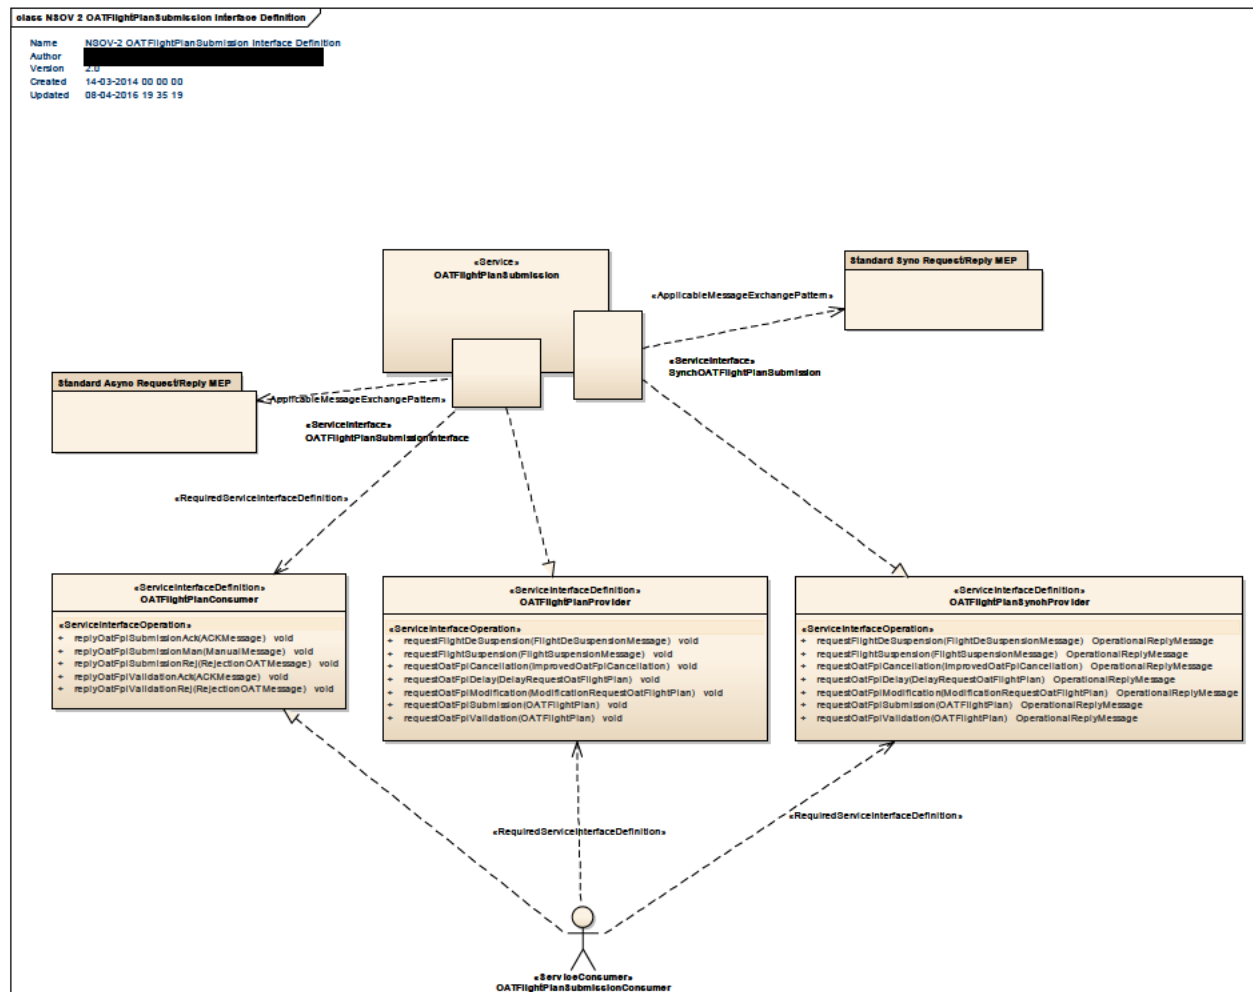 class NSOV 2 OATFlightPlanSubmission Interface Definition
Name NSOV-2 OATFlightPlanSubmission Interface Definition
Author
Version 2.0
Created 14-03-2014 00 00 00
Updated 08-04-2016 19 35 19
«Service»
OATFlightPlanSubmission
Standard Sync Request/Reply MEP
«ApplicableMessageExchangePattern»
«ServiceInterface»
SynchOATFlightPlanSubmission
Standard Async Request/Reply MEP
«ApplicableMessageExchangePattern»
«ServiceInterface»
OATFlightPlanSubmissionInterface
«RequiredServiceInterfaceDefinition»
«ServiceInterfaceDefinition»
OATFlightPlanConsumer
«ServiceInterfaceOperation»
+ replyOatFplSubmissionAck(ACKMessage) void
+ replyOatFplSubmissionMan(ManualMessage) void
+ replyOatFplSubmissionRej(RejectionOATMessage) void
+ replyOatFplValidationAck(ACKMessage) void
+ replyOatFplValidationRej(RejectionOATMessage) void
«ServiceInterfaceDefinition»
OATFlightPlanProvider
«ServiceInterfaceOperation»
+ requestFlightDeSuspension(FlightDeSuspensionMessage) void
+ requestFlightSuspension(FlightSuspensionMessage) void
+ requestOatFplCancellation(ImprovedOatFplCancellation) void
+ requestOatFplDelay(DelayRequestOatFlightPlan) void
+ requestOatFplModification(ModificationRequestOatFlightPlan) void
+ requestOatFplSubmission(OATFlightPlan) void
+ requestOatFplValidation(OATFlightPlan) void
«ServiceInterfaceDefinition»
OATFlightPlanSynchProvider
«ServiceInterfaceOperation»
+ requestFlightDeSuspension(FlightDeSuspensionMessage) OperationalReplyMessage
+ requestFlightSuspension(FlightSuspensionMessage) OperationalReplyMessage
+ requestOatFplCancellation(ImprovedOatFplCancellation) OperationalReplyMessage
+ requestOatFplDelay(DelayRequestOatFlightPlan) OperationalReplyMessage
+ requestOatFplModification(ModificationRequestOatFlightPlan) OperationalReplyMessage
+ requestOatFplSubmission(OATFlightPlan) OperationalReplyMessage
+ requestOatFplValidation(OATFlightPlan) OperationalReplyMessage
«RequiredServiceInterfaceDefinition»
«RequiredServiceInterfaceDefinition»
«ServiceConsumer»
OATFlightPlanSubmissionConsumer